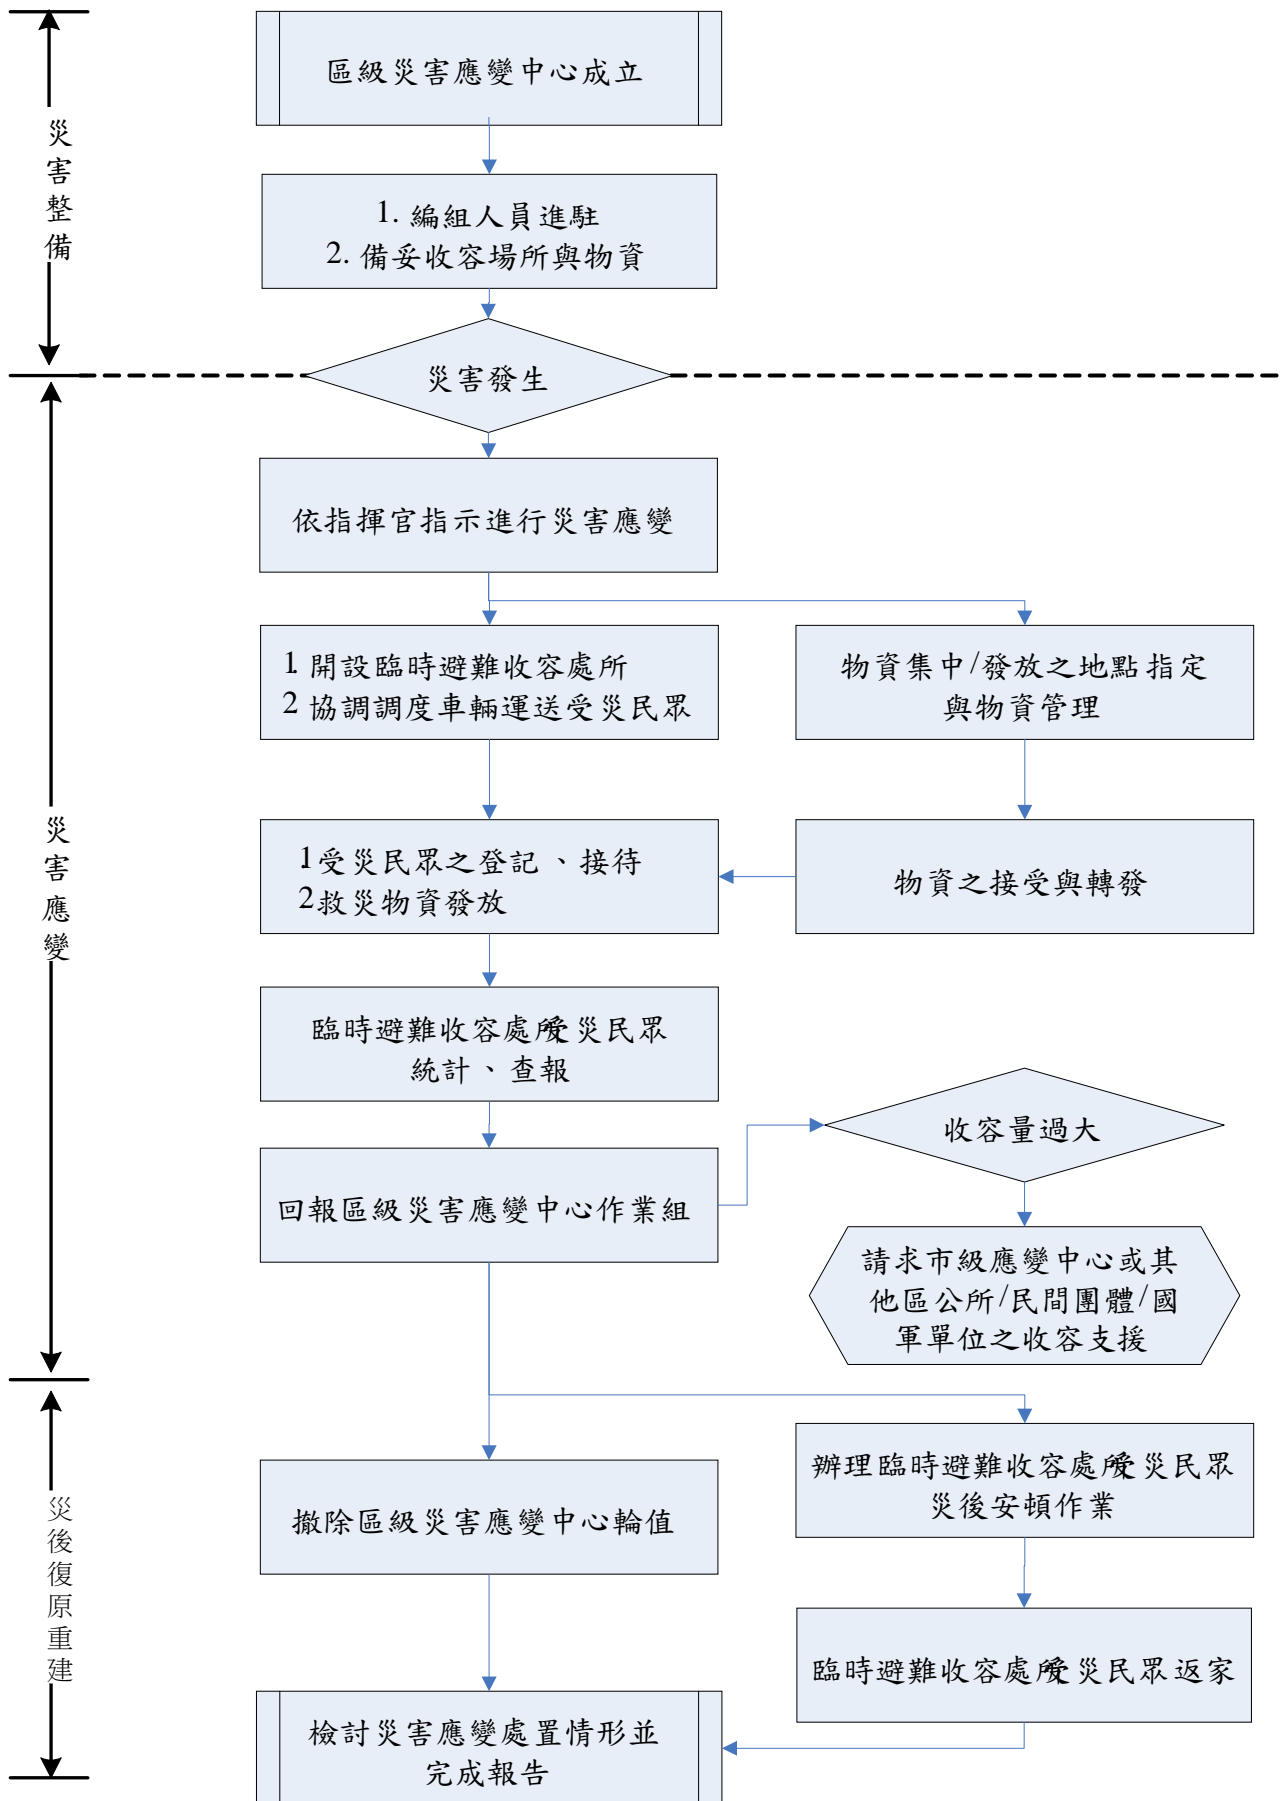 區級災害應變中心成立
災害整備
1. 編組人員進駐
2. 備妥收容場所與物資
災害發生
依指揮官指示進行災害應變
災害應變
1. 開設臨時避難收容處所
2 協調調度車輛運送受災民眾
物資集中/發放之地點指定
與物資管理
1.受災民眾之登記、接待
2救災物資發放
物資之接受與轉發
臨時避難收容處所受災民眾
統計、查報
回報區級災害應變中心作業組
收容量過大
請求市級應變中心或其
他區公所/民間團體/國
軍單位之收容支援
災後復原重建
撤除區級災害應變中心輪值
辦理臨時避難收容處所受災民眾
災後安頓作業
臨時避難收容處所受災民眾返家
檢討災害應變處置情形並
完成報告